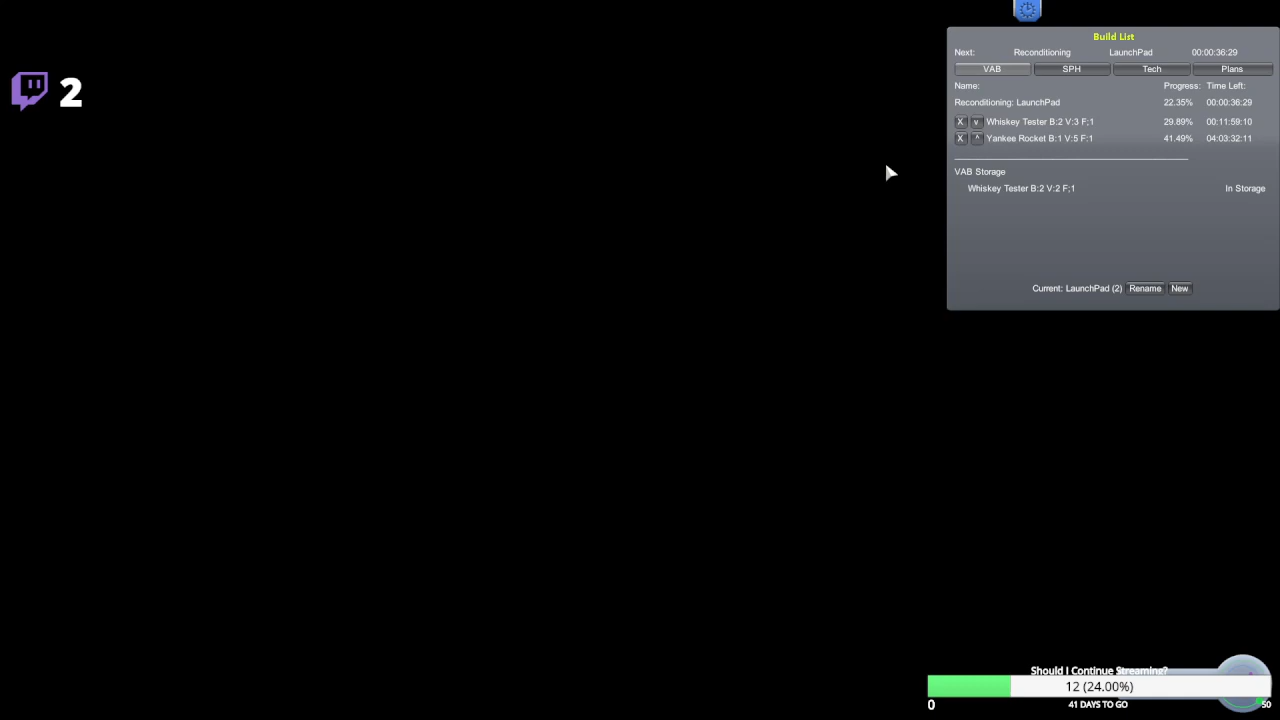 2
Build List
Next: Reconditioning LaunchPad 00:00:36:29
VAB SPH Tech Plans
Name: Progress: Time Left:
Reconditioning: LaunchPad 22.35% 00:00:36:29
X v Whiskey Tester B:2 V:3 F;1 29.89% 00:11:59:10
X ^ Yankee Rocket B:1 V:5 F:1 41.49% 04:03:32:11
VAB Storage
Whiskey Tester B:2 V:2 F;1 In Storage
Current: LaunchPad (2) Rename New
Should I Continue Streaming?
12 (24.00%)
0 41 DAYS TO GO 50